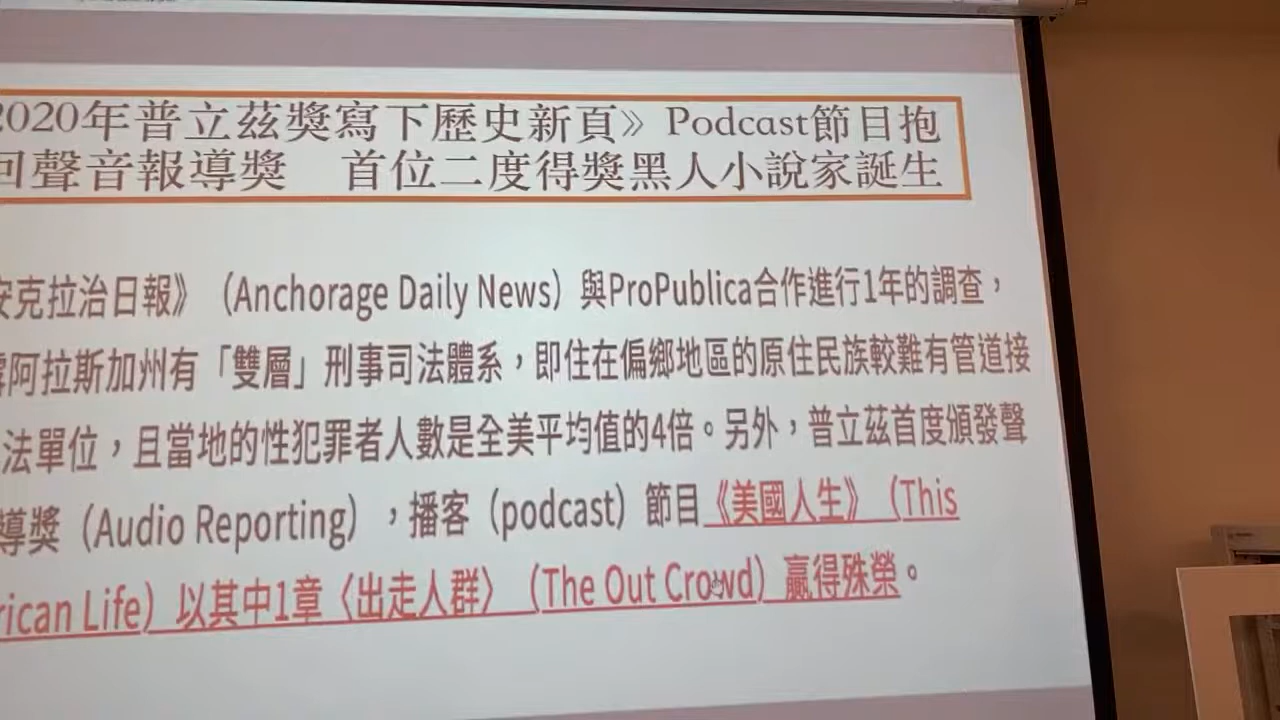 2020年普立茲獎寫下歷史新頁》Podcast節目抱
回聲音報導獎 首位二度得獎黑人小說家誕生
安克拉治日報》（Anchorage Daily News）與ProPublica合作進行1年的調查，
露阿拉斯加州有「雙層」刑事司法體系，即住在偏鄉地區的原住民族較難有管道接
法單位，且當地的性犯罪者人數是全美平均值的4倍。另外，普立茲首度頒發聲
導獎（Audio Reporting），播客（podcast）節目《美國人生》（This
rican Life）以其中1章〈出走人群〉（The Out Crowd）贏得殊榮。